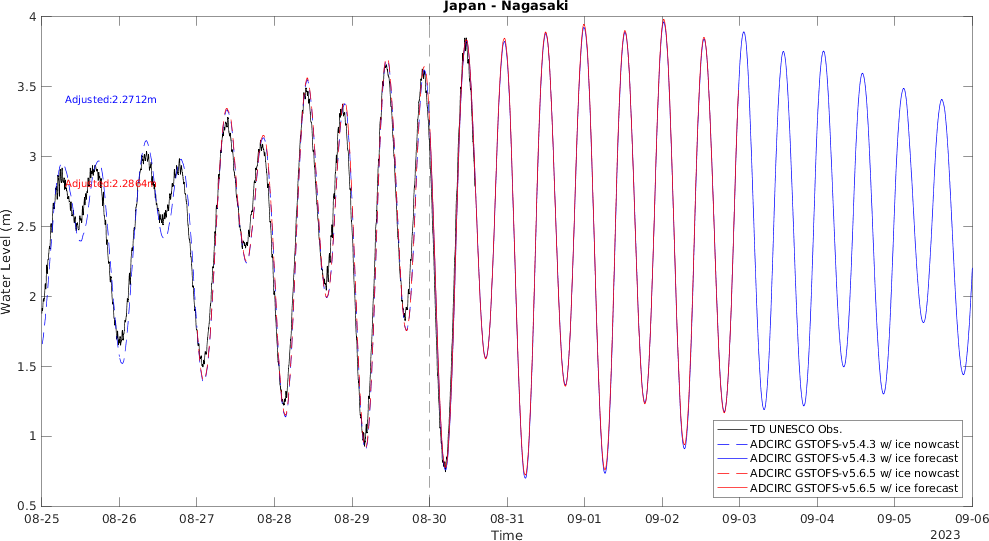 Japan - Nagasaki
4
3.5
3
2.5
2
1.5
1
0.5
Water Level (m)
Adjusted:2.2712m
Adjusted:2.2864m
TD UNESCO Obs.
ADCIRC GSTOFS-v5.4.3 w/ ice nowcast
ADCIRC GSTOFS-v5.4.3 w/ ice forecast
ADCIRC GSTOFS-v5.6.5 w/ ice nowcast
ADCIRC GSTOFS-v5.6.5 w/ ice forecast
08-25 08-26 08-27 08-28 08-29 08-30 08-31 09-01 09-02 09-03 09-04 09-05 09-06
Time
2023